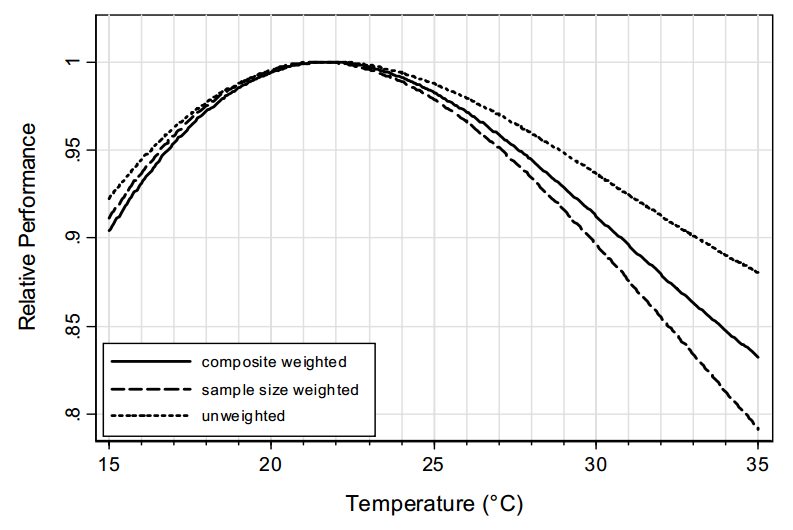 Relative Performance
1
.95
.9
.85
.8
composite weighted
sample size weighted
unweighted
15 20 25 30 35
Temperature (°C)